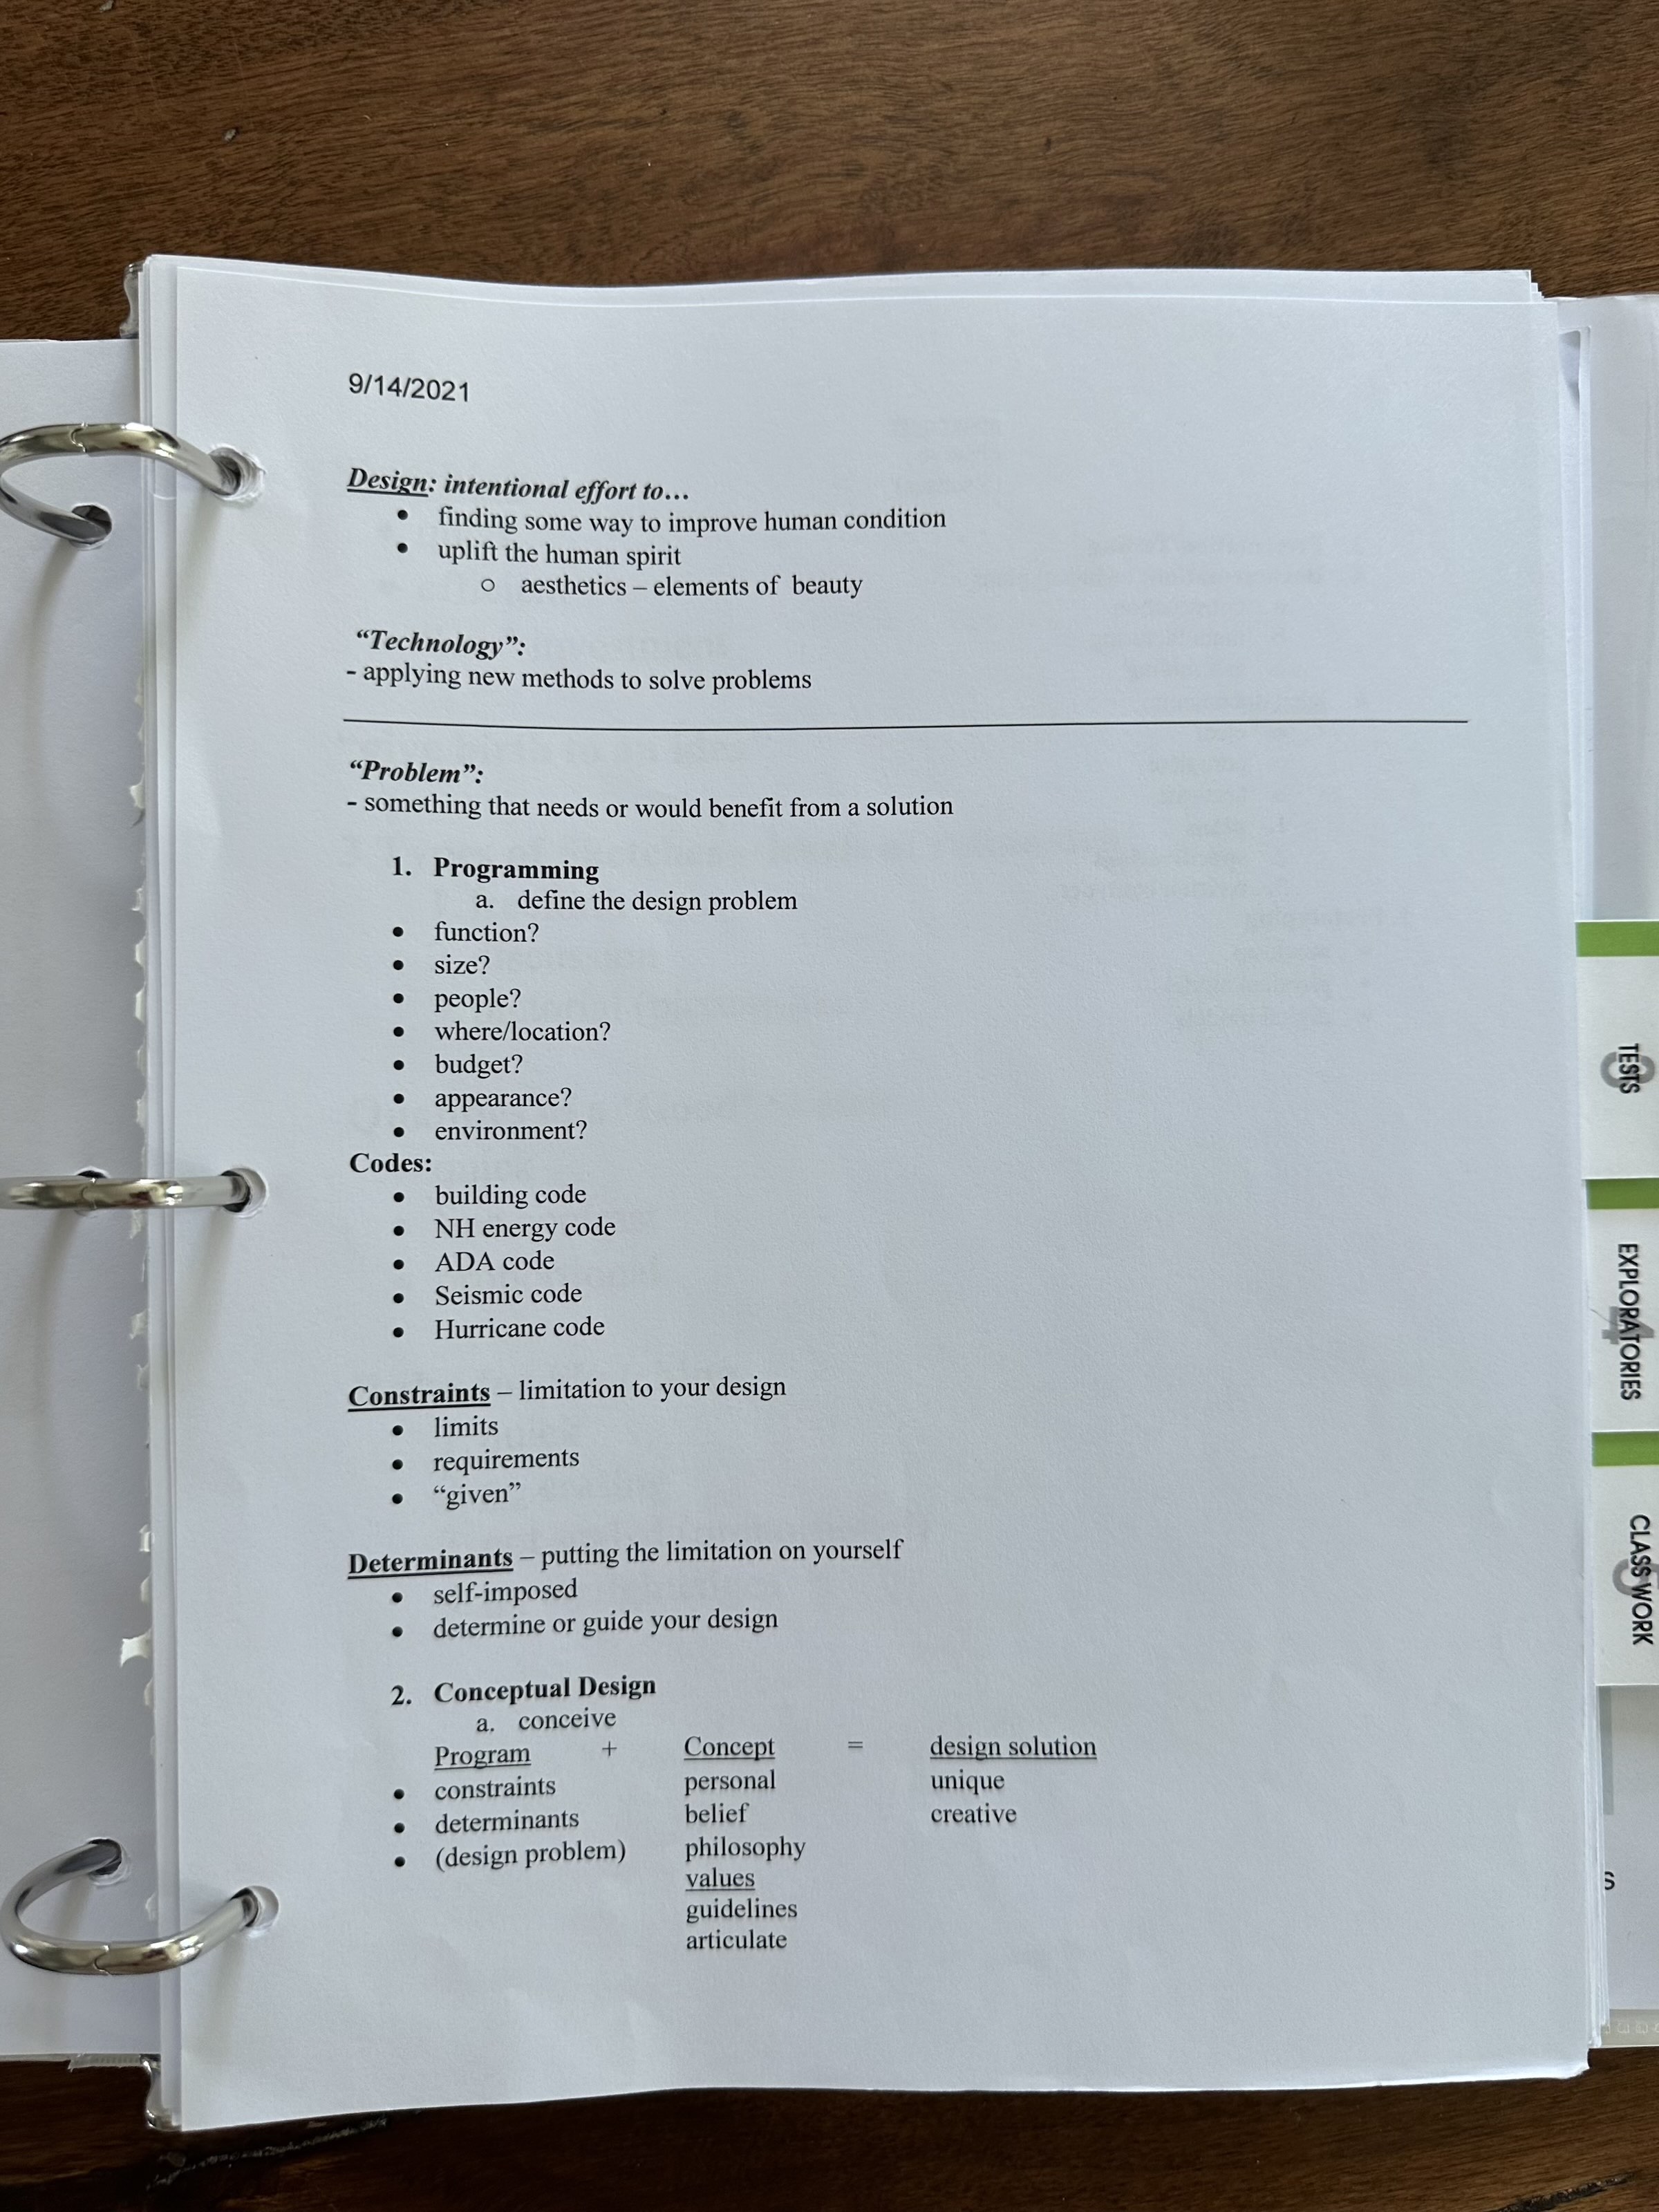 9/14/2021
Design: intentional effort to...
• finding some way to improve human condition
• uplift the human spirit
○ aesthetics – elements of beauty
“Technology”:
- applying new methods to solve problems
“Problem”:
- something that needs or would benefit from a solution
1. Programming
a. define the design problem
• function?
• size?
• people?
• where/location?
• budget?
• appearance?
• environment?
Codes:
• building code
• NH energy code
• ADA code
• Seismic code
• Hurricane code
Constraints – limitation to your design
• limits
• requirements
• “given”
Determinants – putting the limitation on yourself
• self-imposed
• determine or guide your design
2. Conceptual Design
a. conceive
Program + Concept = design solution
• constraints personal unique
• determinants belief creative
• (design problem) philosophy
values
guidelines
articulate
TESTS
EXPLORATORIES
4
CLASS WORK
s